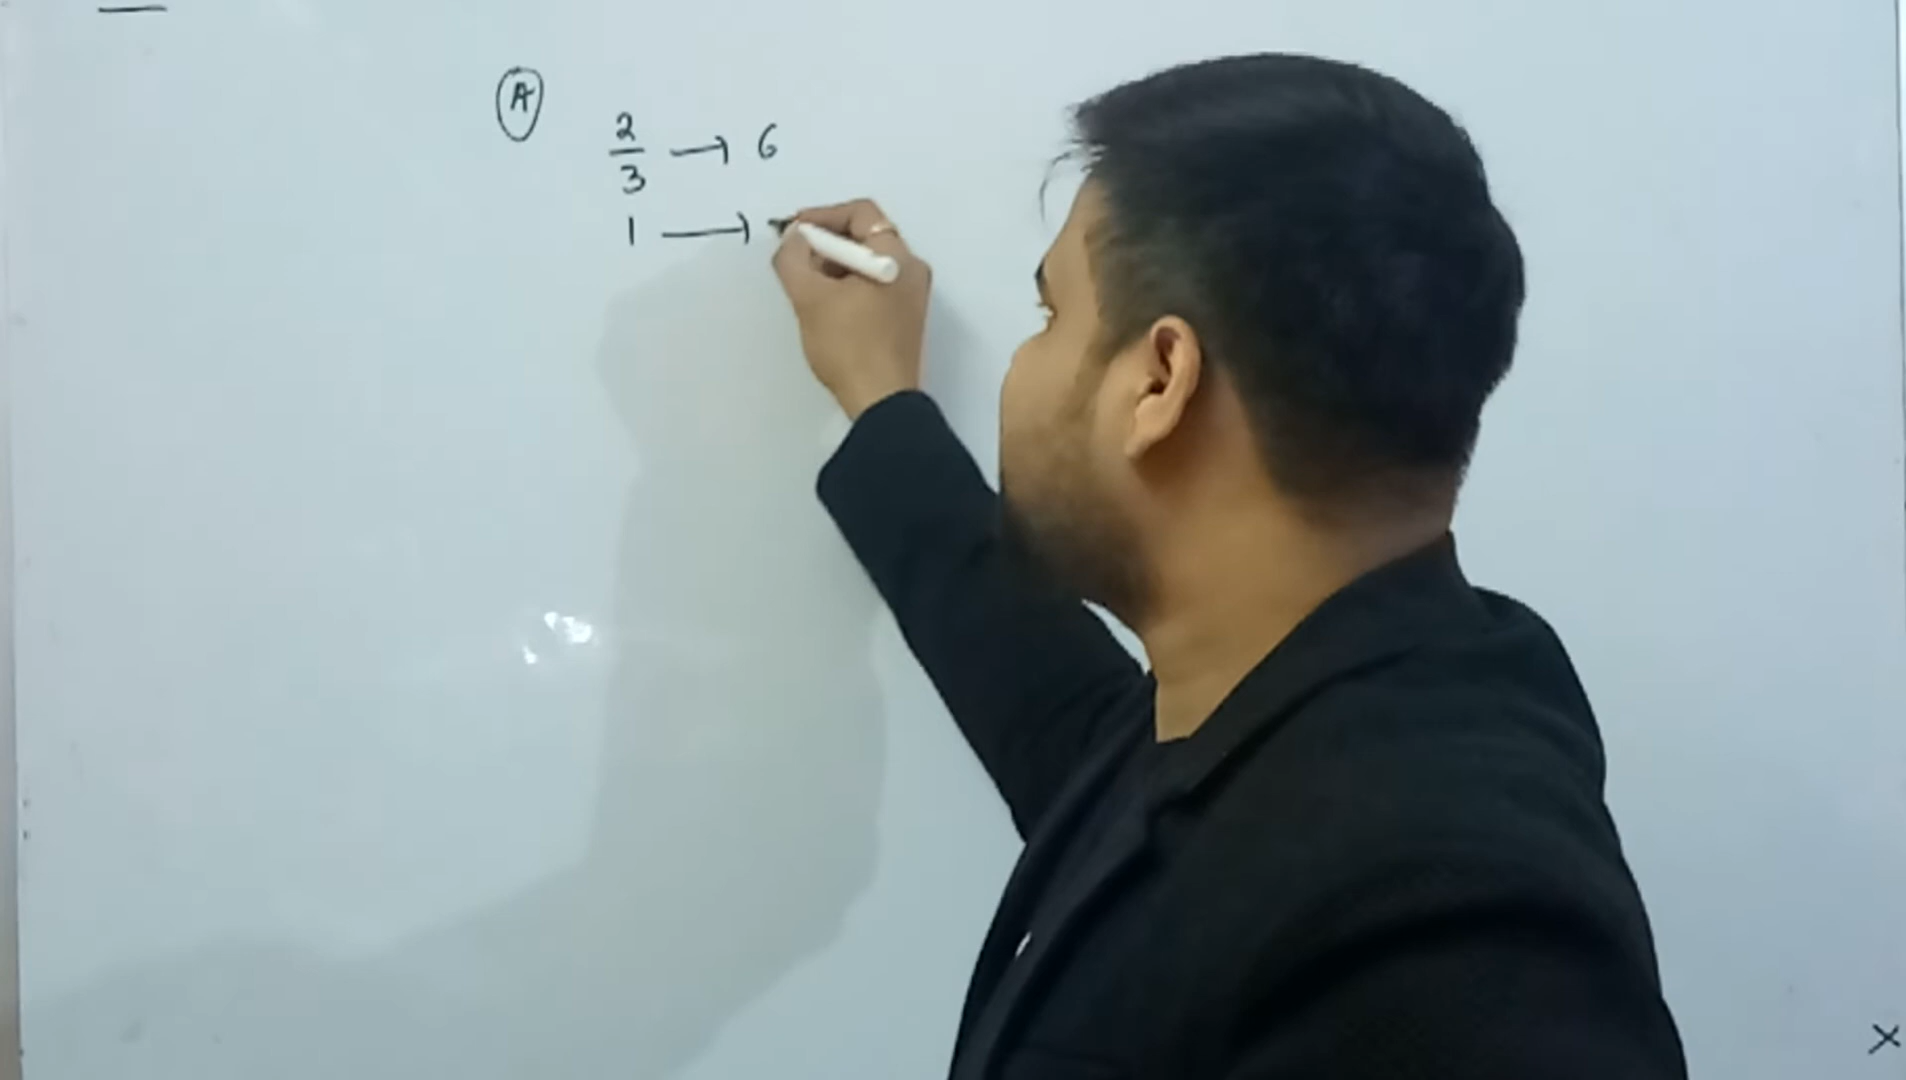 A
2/3 → 6
1 →
x